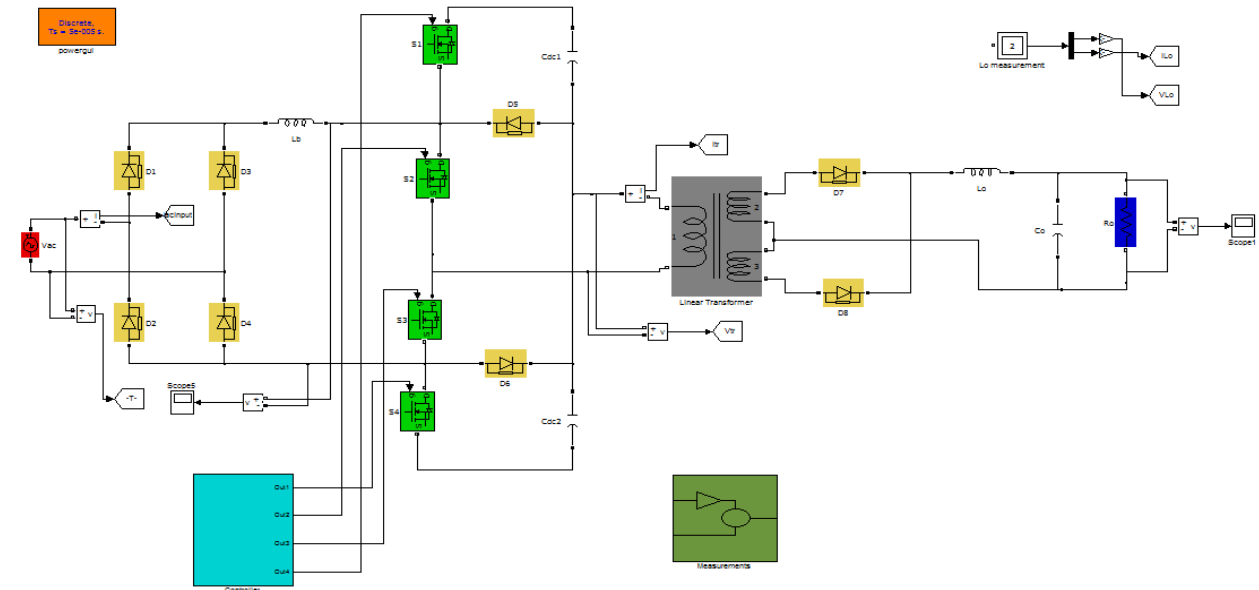 Discrete,
Ts = 5e-005 s.
powergui
S1
Cdc1
2
Lo measurement
ILo
VLo
D5
Lb
D1
D3
S2
Itr
D7
Lo
acinput
Vac
1
2
3
Co
Ro
v
Scope1
Linear Transformer
D8
D2
D4
S3
v
Vtr
v
-T-
Scope5
v
D6
S4
Cdc2
Out1
Out2
Out3
Out4
Controller
Measurements